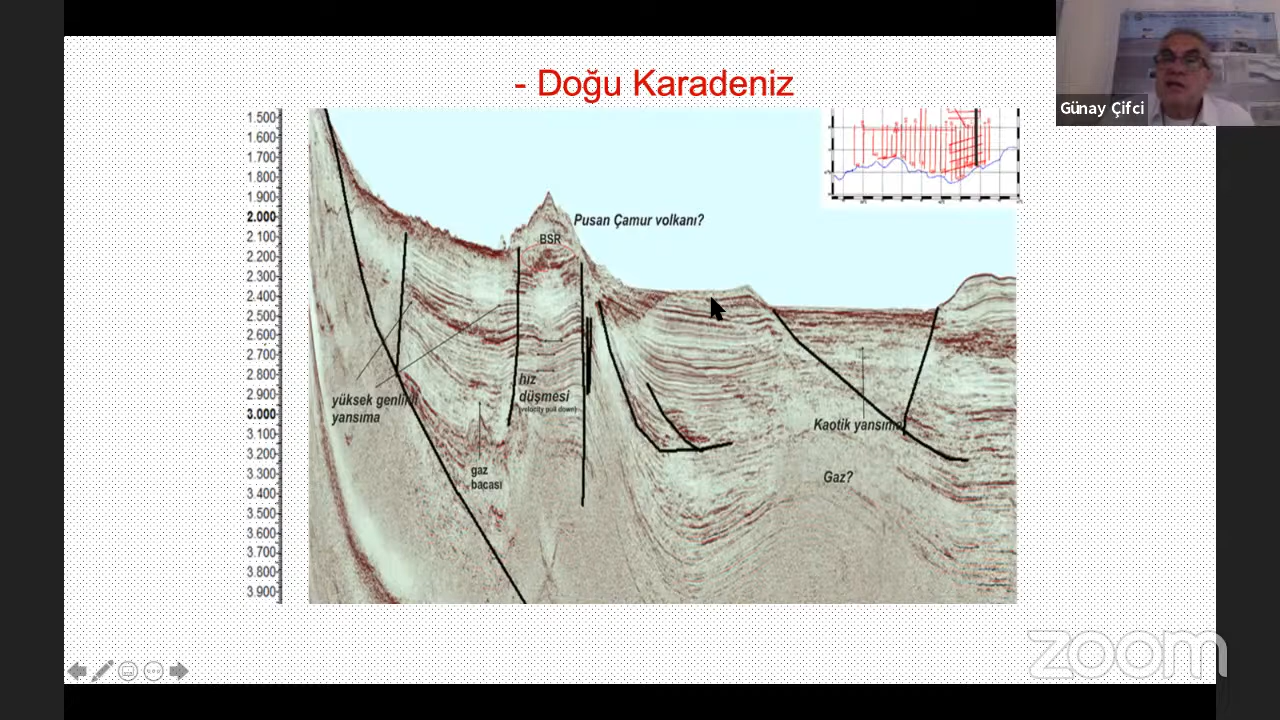 - Doğu Karadeniz
Günay Çifci
1.500
1.600
1.700
1.800
1.900
2.000
2.100
2.200
2.300
2.400
2.500
2.600
2.700
2.800
2.900
3.000
3.100
3.200
3.300
3.400
3.500
3.600
3.700
3.800
3.900
Pusan Çamur volkanı?
BSR
yüksek genlikli
yansıma
hız
düşmesi
(velocity pull down)
gaz
bacası
Kaotik yansıma
Gaz?
zoom